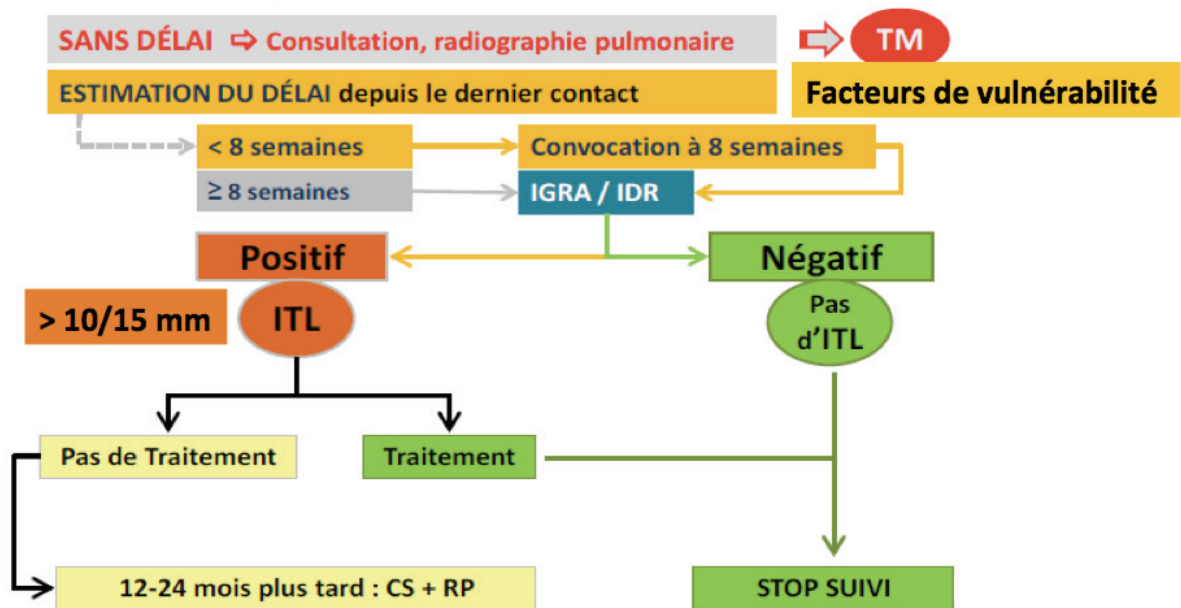 SANS DÉLAI ⇨ Consultation, radiographie pulmonaire
TM
ESTIMATION DU DÉLAI depuis le dernier contact
Facteurs de vulnérabilité
< 8 semaines
Convocation à 8 semaines
≥ 8 semaines
IGRA / IDR
Positif
Négatif
> 10/15 mm
ITL
Pas
d’ITL
Pas de Traitement
Traitement
12-24 mois plus tard : CS + RP
STOP SUIVI